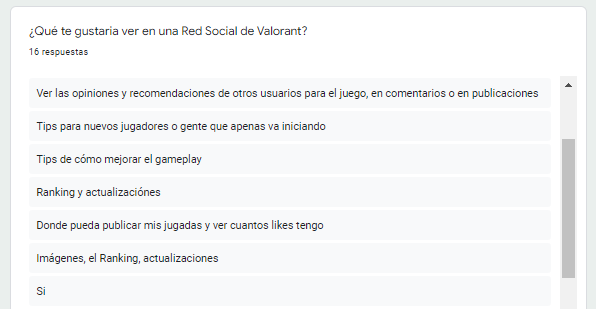 ¿Qué te gustaria ver en una Red Social de Valorant?
16 respuestas
Ver las opiniones y recomendaciones de otros usuarios para el juego, en comentarios o en publicaciones
Tips para nuevos jugadores o gente que apenas va iniciando
Tips de cómo mejorar el gameplay
Ranking y actualizaciónes
Donde pueda publicar mis jugadas y ver cuantos likes tengo
Imágenes, el Ranking, actualizaciones
Si